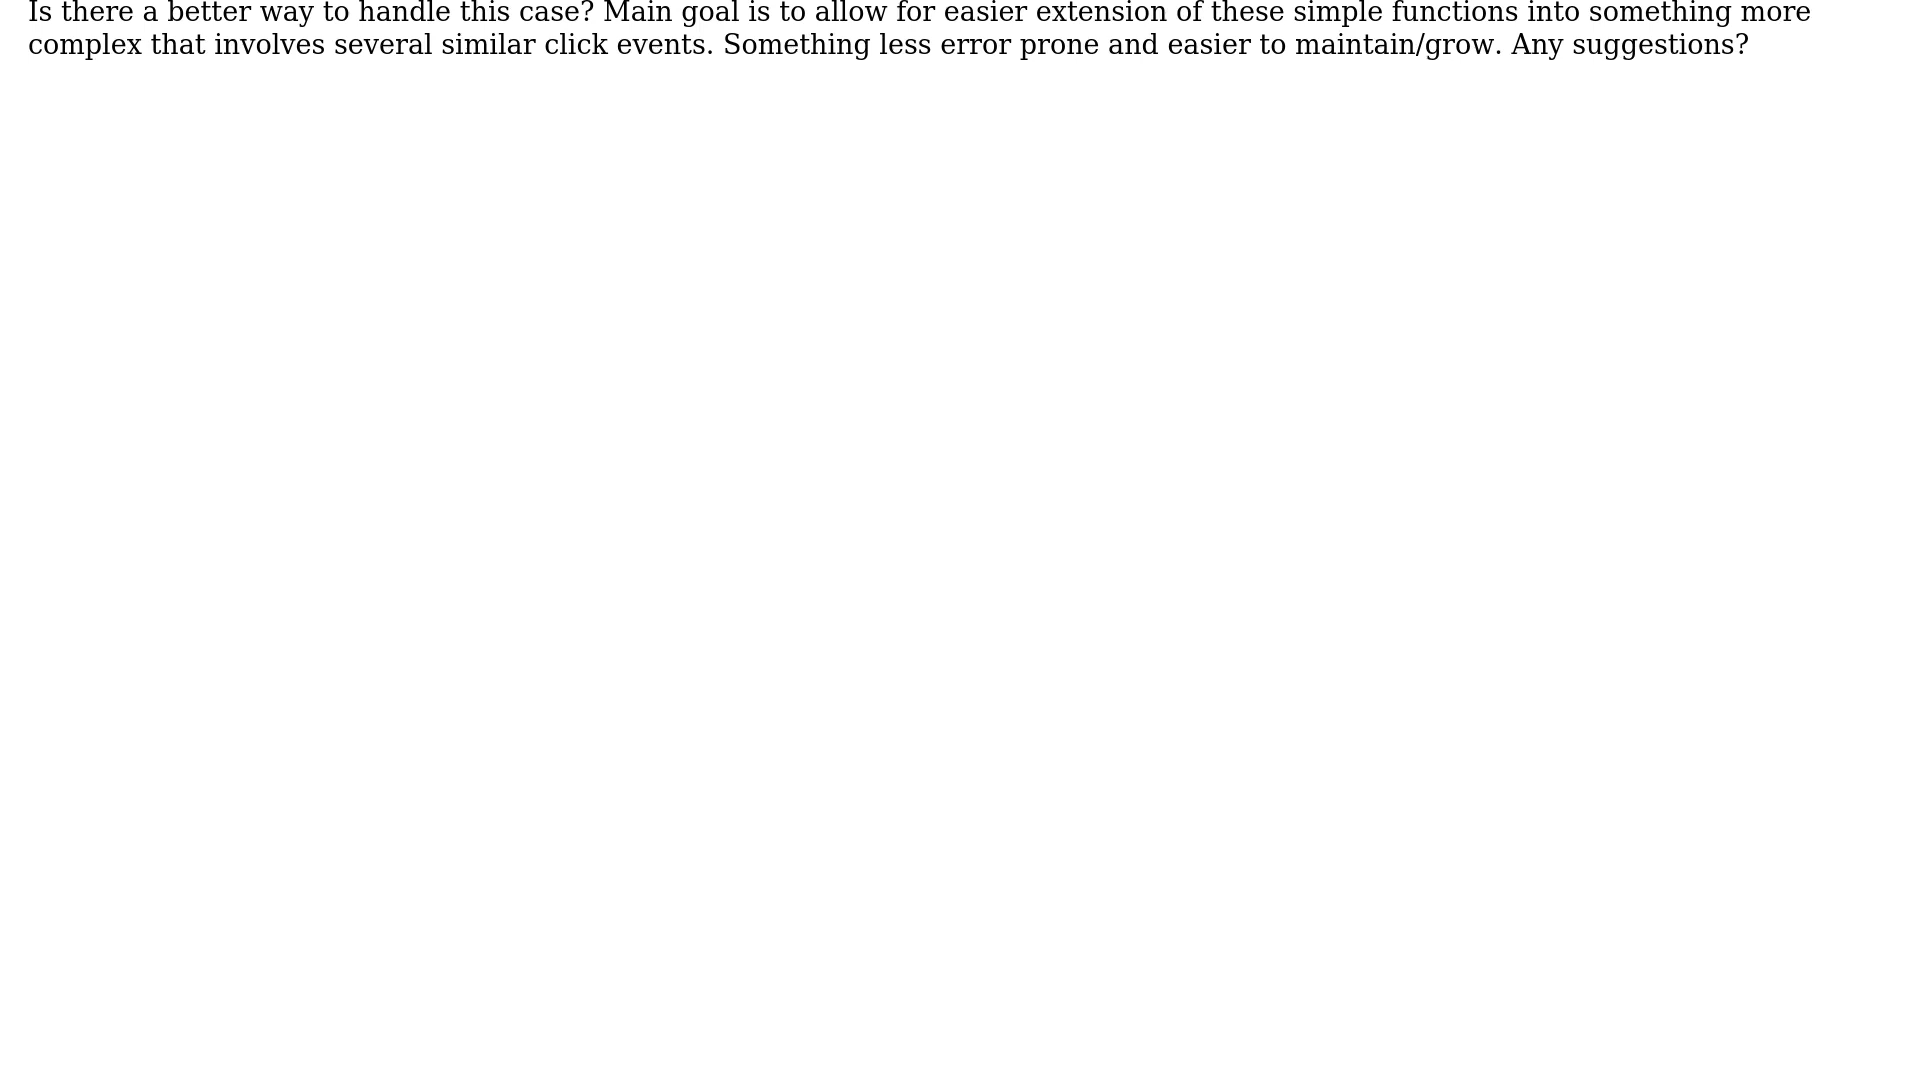 Is there a better way to handle this case? Main goal is to allow for easier extension of these simple functions into something more
complex that involves several similar click events. Something less error prone and easier to maintain/grow. Any suggestions?